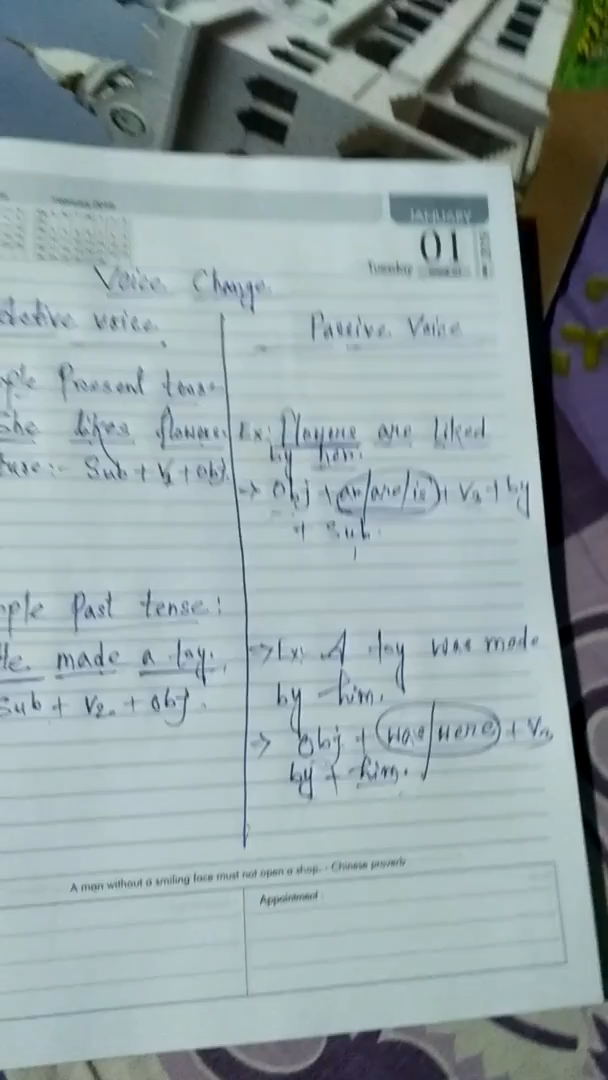 JANUARY
01
Tuesday
Voice Change
voice.
Passive Voice
Present tense
She likes flowers
Ex: Flowers are liked
by her.
Sub + V1 + Obj.
→ Obj + am/are/is + V3 + by
+ Sub.
Past tense:
made a toy.
→ Ex: A toy was made
by him.
Sub + V2 + Obj.
→ Obj + was/were + V3
by + him.
A man without a smiling face must not open a shop. - Chinese proverb
Appointment